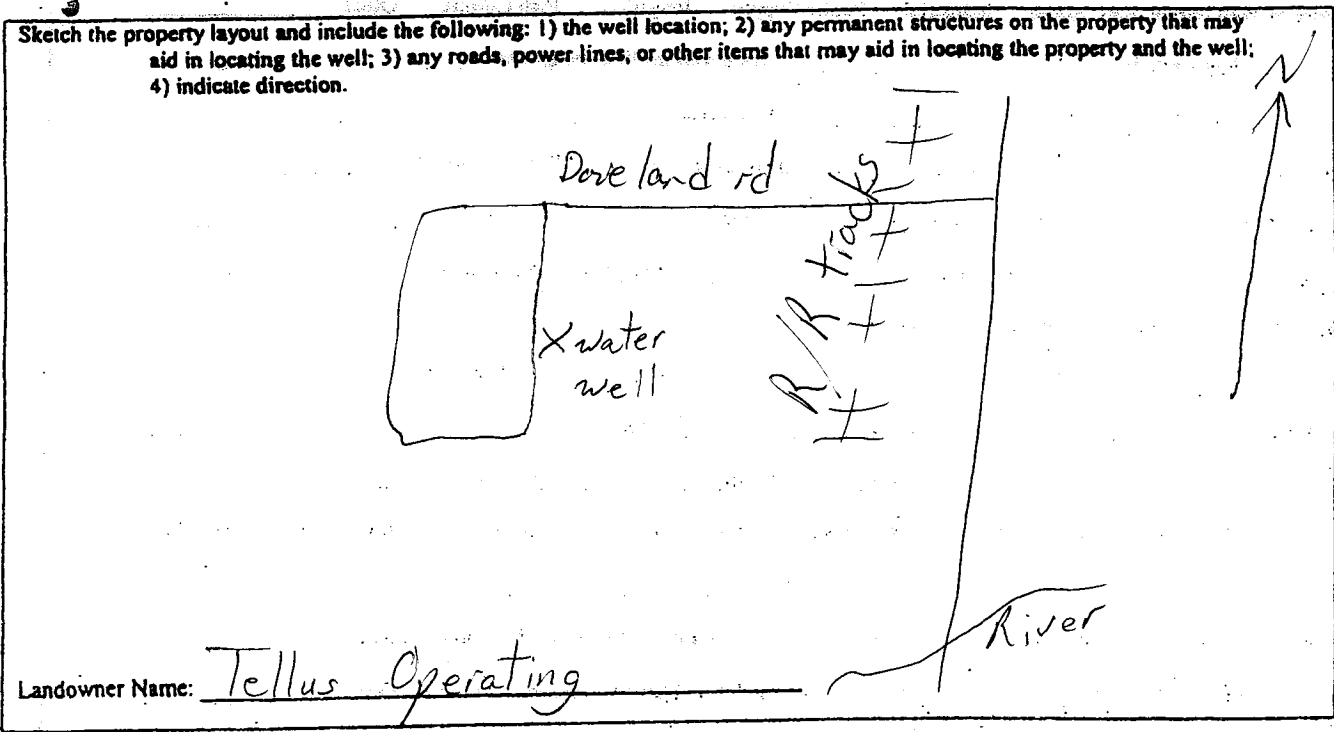 Sketch the property layout and include the following: 1) the well location; 2) any permanent structures on the property that may
aid in locating the well; 3) any roads, power lines, or other items that may aid in locating the property and the well;
4) indicate direction.
N
Dove land rd
R/R tracks
X water
well
River
Landowner Name: Tellus Operating